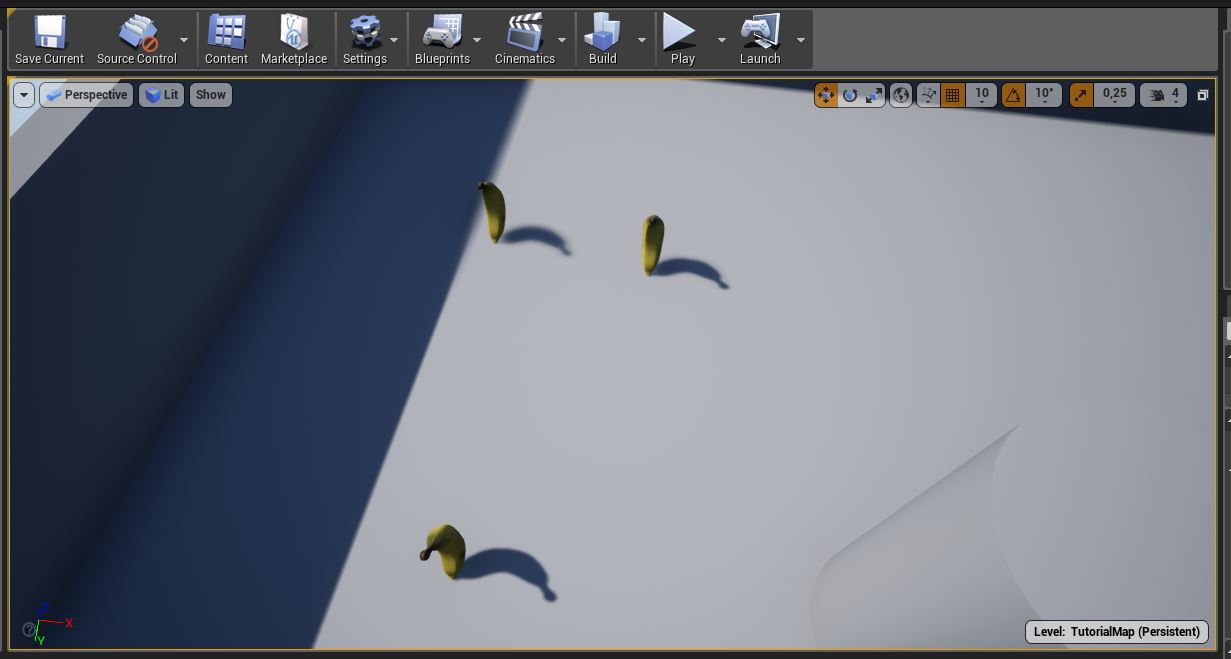 Save Current Source Control Content Marketplace Settings Blueprints Cinematics Build Play Launch
Perspective Lit Show 10 10° 0,25 4
Z
X
? Y
Level: TutorialMap (Persistent)